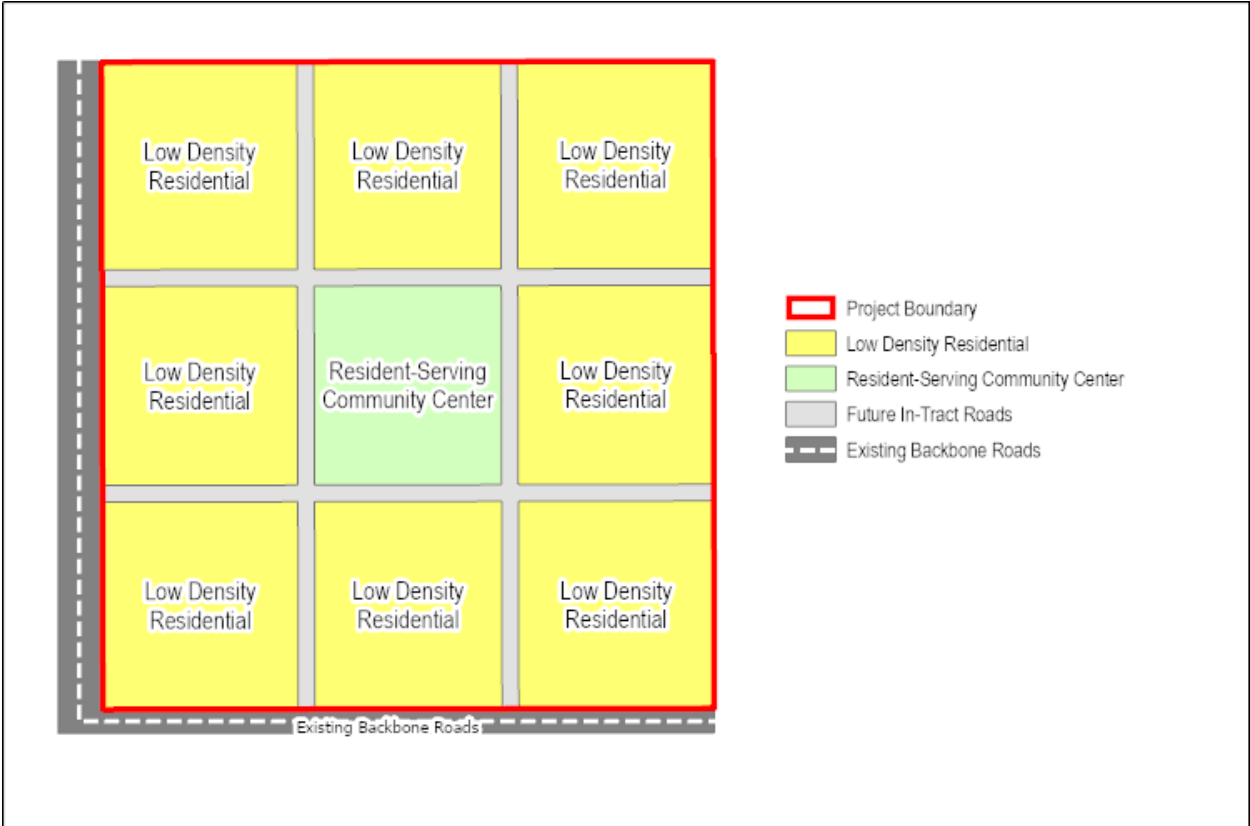 Low Density
Residential
Low Density
Residential
Low Density
Residential
Low Density
Residential
Resident-Serving
Community Center
Low Density
Residential
Low Density
Residential
Low Density
Residential
Low Density
Residential
Existing Backbone Roads
Project Boundary
Low Density Residential
Resident-Serving Community Center
Future In-Tract Roads
Existing Backbone Roads